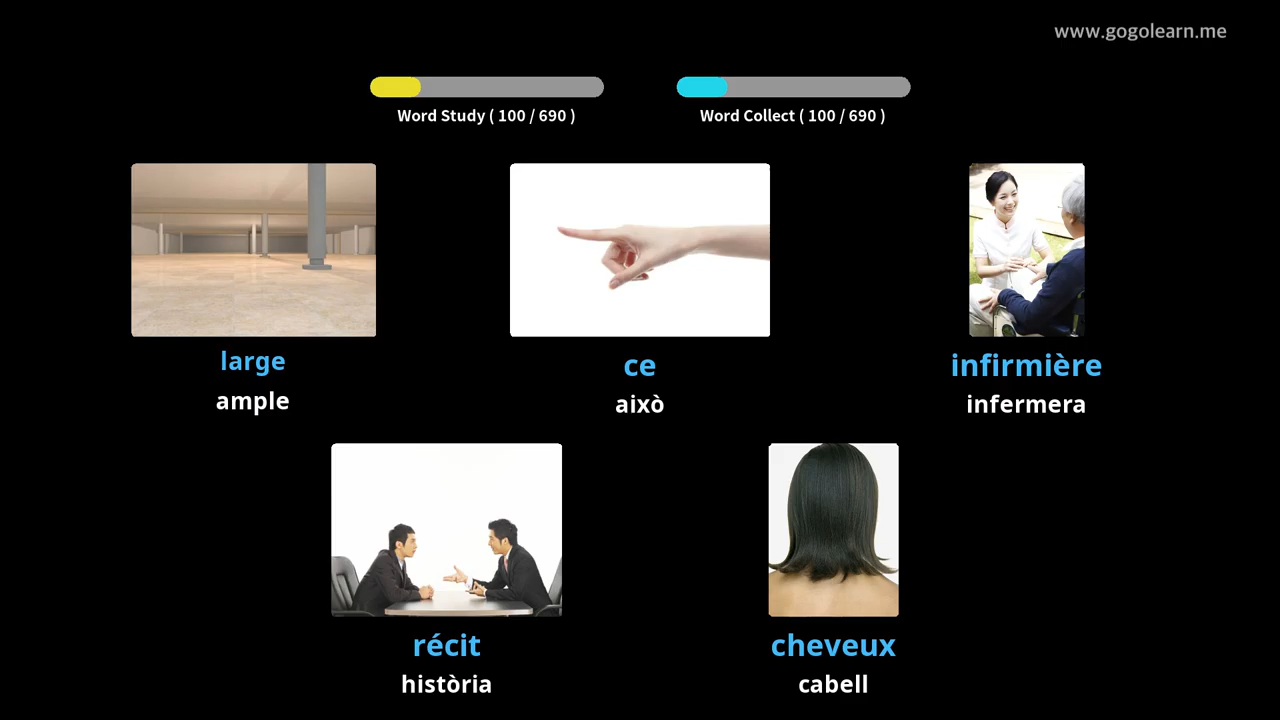 www.gogolearn.me
Word Study ( 100 / 690 )
Word Collect ( 100 / 690 )
large
ample
ce
això
infirmière
infermera
récit
història
cheveux
cabell